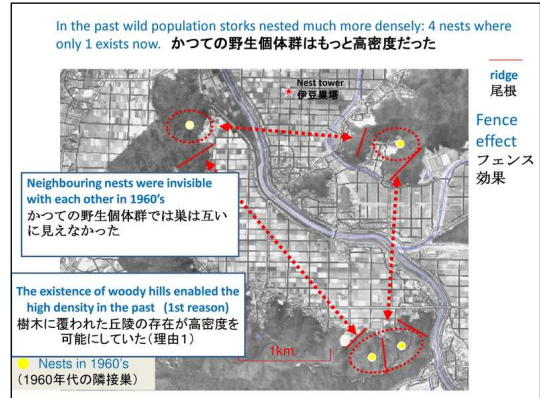 In the past wild population storks nested much more densely: 4 nests where
only 1 exists now. かつての野生個体群はもっと高密度だった
Nest tower
伊豆巣塔
ridge
尾根
Fence
effect
フェンス
効果
Neighbouring nests were invisible
with each other in 1960's
かつての野生個体群では巣は互い
に見えなかった
The existence of woody hills enabled the
high density in the past (1st reason)
樹木に覆われた丘陵の存在が高密度を
可能にしていた(理由1)
1km
Nests in 1960's
(1960年代の隣接巣)